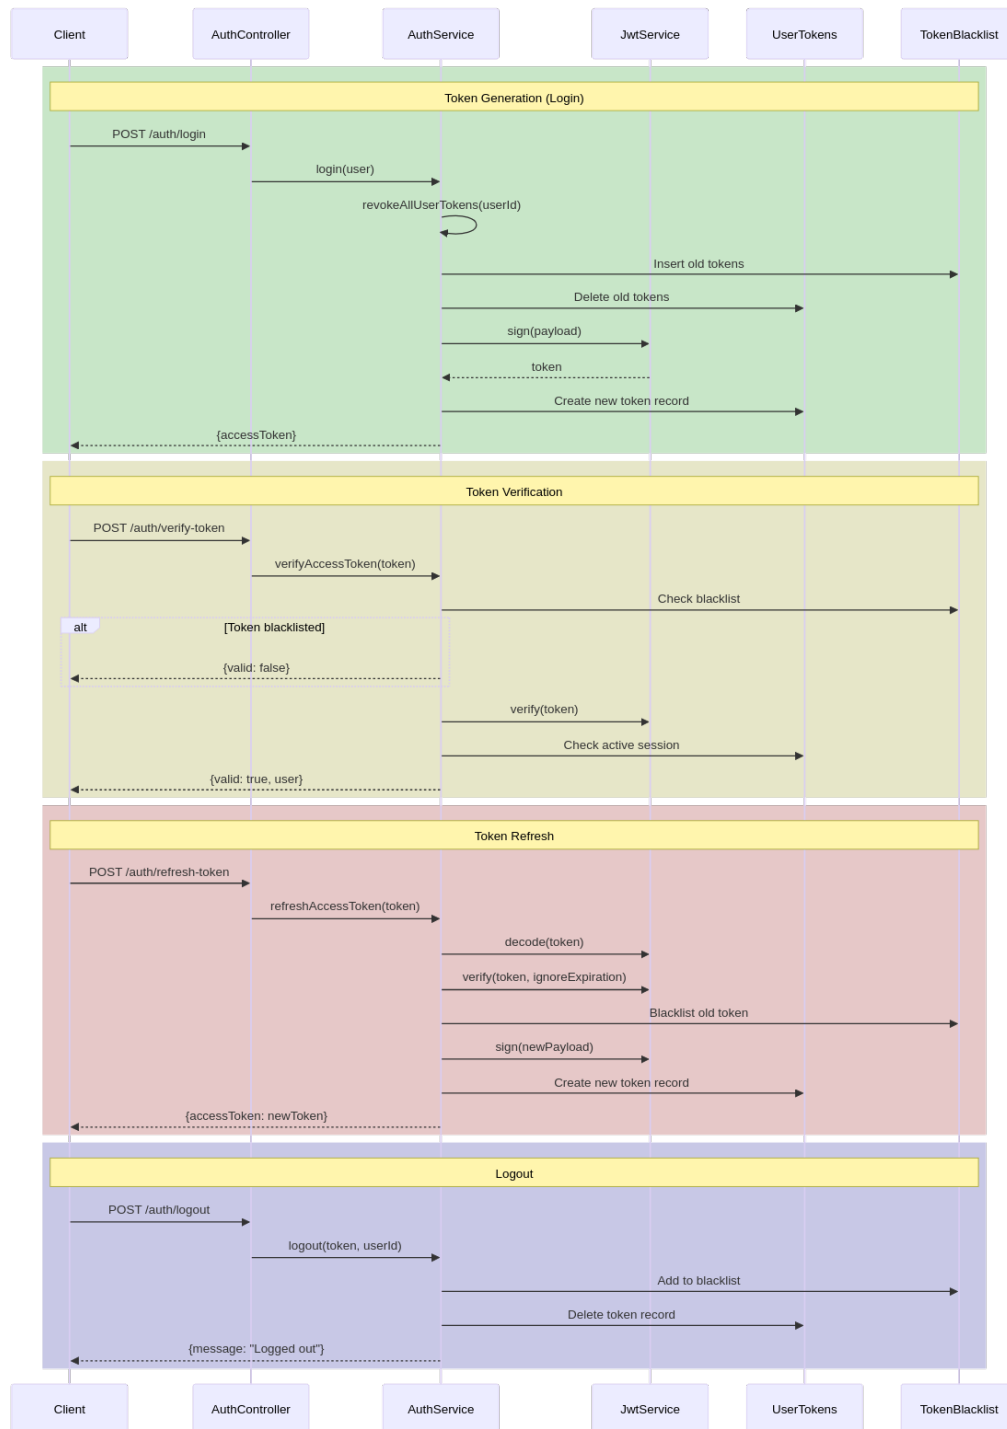 Client
AuthController
AuthService
JwtService
UserTokens
TokenBlacklist
Token Generation (Login)
POST /auth/login
login(user)
revokeAllUserTokens(userId)
Insert old tokens
Delete old tokens
sign(payload)
token
Create new token record
{accessToken}
Token Verification
POST /auth/verify-token
verifyAccessToken(token)
Check blacklist
alt
[Token blacklisted]
{valid: false}
verify(token)
Check active session
{valid: true, user}
Token Refresh
POST /auth/refresh-token
refreshAccessToken(token)
decode(token)
verify(token, ignoreExpiration)
Blacklist old token
sign(newPayload)
Create new token record
{accessToken: newToken}
Logout
POST /auth/logout
logout(token, userId)
Add to blacklist
Delete token record
{message: "Logged out"}
Client
AuthController
AuthService
JwtService
UserTokens
TokenBlacklist